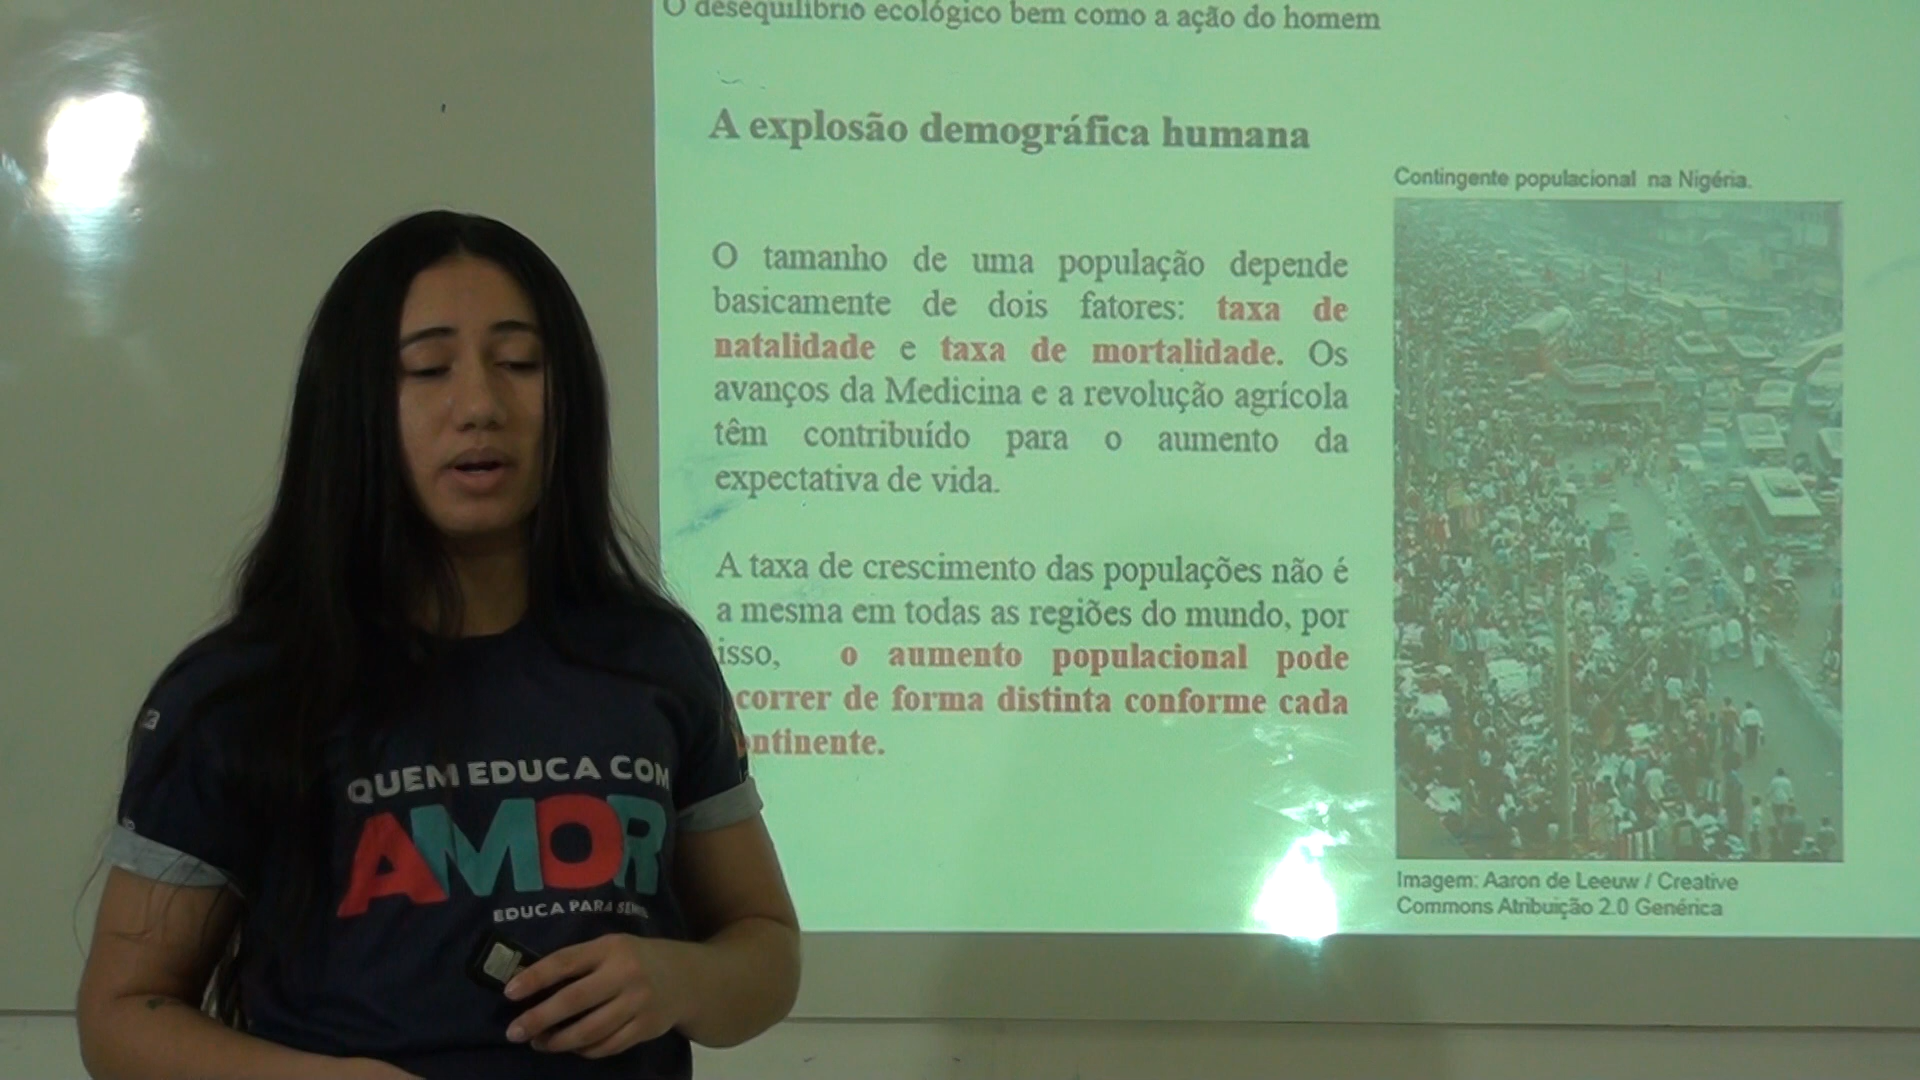 O desequilíbrio ecológico bem como a ação do homem
A explosão demográfica humana
Contingente populacional na Nigéria.
O tamanho de uma população depende
basicamente de dois fatores: taxa de
natalidade e taxa de mortalidade. Os
avanços da Medicina e a revolução agrícola
têm contribuído para o aumento da
expectativa de vida.
A taxa de crescimento das populações não é
a mesma em todas as regiões do mundo, por
isso, o aumento populacional pode
correr de forma distinta conforme cada
ontinente.
Imagem: Aaron de Leeuw / Creative
Commons Atribuição 2.0 Genérica
QUEM EDUCA COM
AMOR
EDUCA PARA